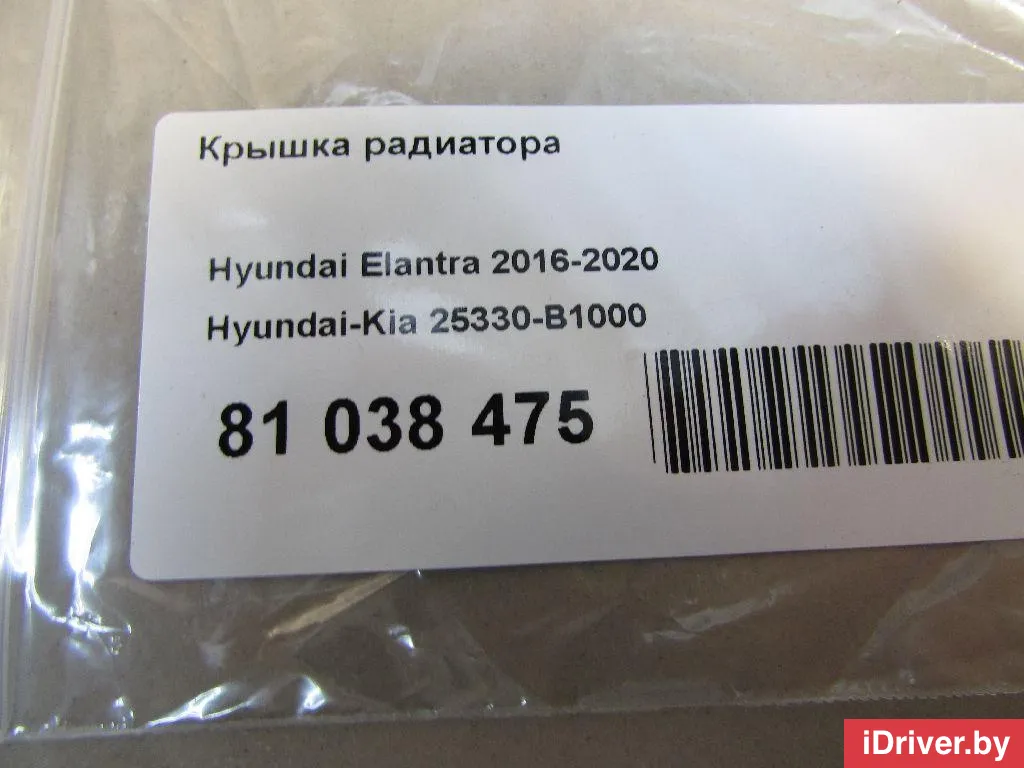 Крышка радиатора
Hyundai Elantra 2016-2020
Hyundai-Kia 25330-B1000
81 038 475
iDriver.by